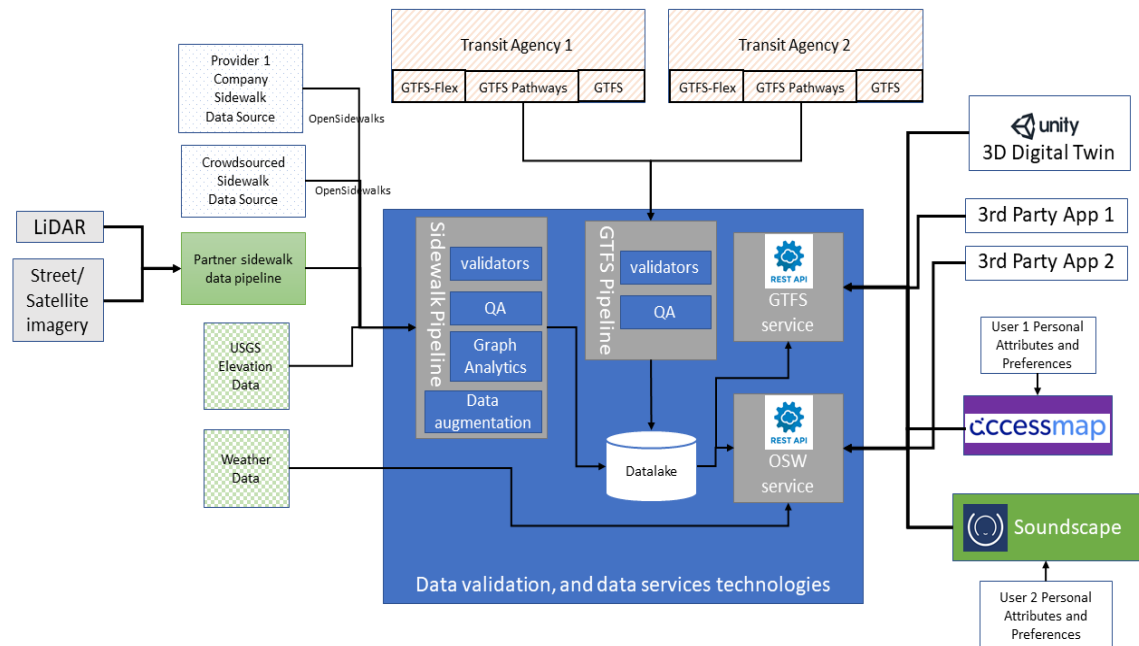 Transit Agency 1
GTFS-Flex
GTFS Pathways
GTFS
Transit Agency 2
GTFS-Flex
GTFS Pathways
GTFS
Provider 1
Company
Sidewalk
Data Source
OpenSidewalks
Crowdsourced
Sidewalk
Data Source
OpenSidewalks
LiDAR
Street/
Satellite
imagery
Partner sidewalk
data pipeline
USGS
Elevation
Data
Weather
Data
Sidewalk Pipeline
validators
QA
Graph
Analytics
Data
augmentation
GTFS Pipeline
validators
QA
Datalake
REST API
GTFS
service
REST API
OSW
service
Data validation, and data services technologies
unity
3D Digital Twin
3rd Party App 1
3rd Party App 2
User 1 Personal
Attributes and
Preferences
accessmap
Soundscape
User 2 Personal
Attributes and
Preferences